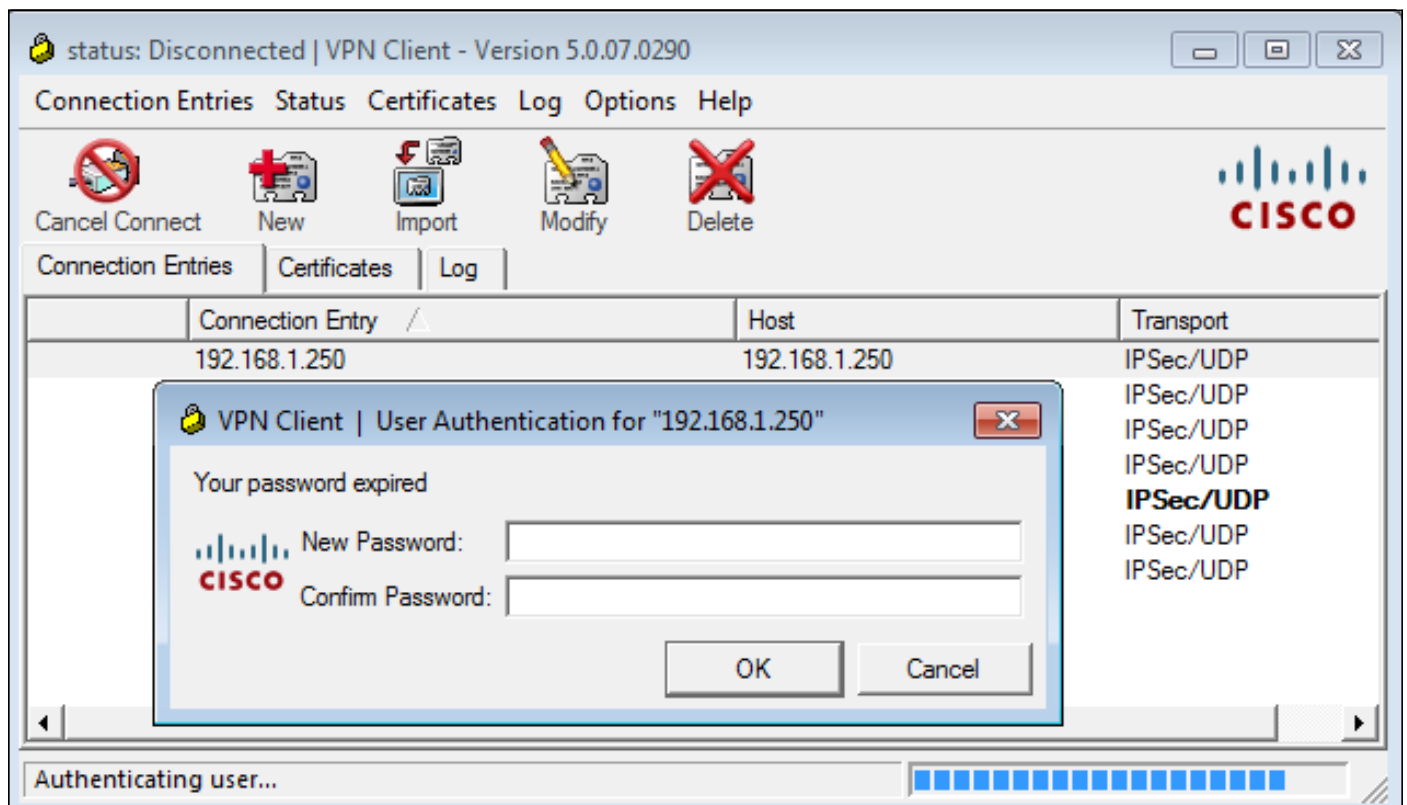 status: Disconnected | VPN Client - Version 5.0.07.0290
Connection Entries Status Certificates Log Options Help
Cancel Connect New Import Modify Delete
CISCO
Connection Entries Certificates Log
Connection Entry Host Transport
192.168.1.250 192.168.1.250 IPSec/UDP
IPSec/UDP
IPSec/UDP
IPSec/UDP
IPSec/UDP
IPSec/UDP
IPSec/UDP
VPN Client | User Authentication for "192.168.1.250"
Your password expired
CISCO
New Password:
Confirm Password:
OK Cancel
Authenticating user...